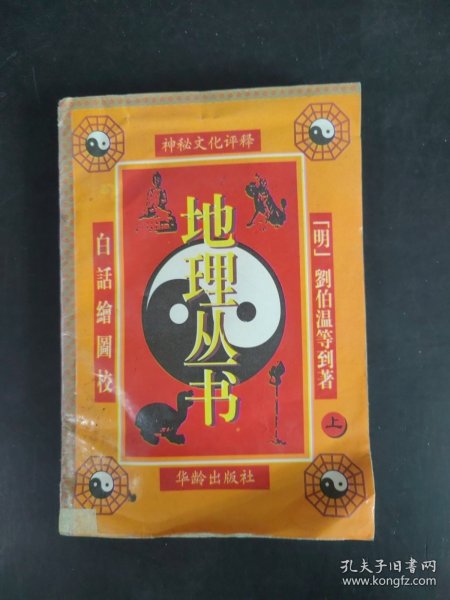 神秘文化评释
地理丛书
白話繪圖校
「明」劉伯温等到著
上
华龄出版社
孔夫子旧书网
www.kongfz.com